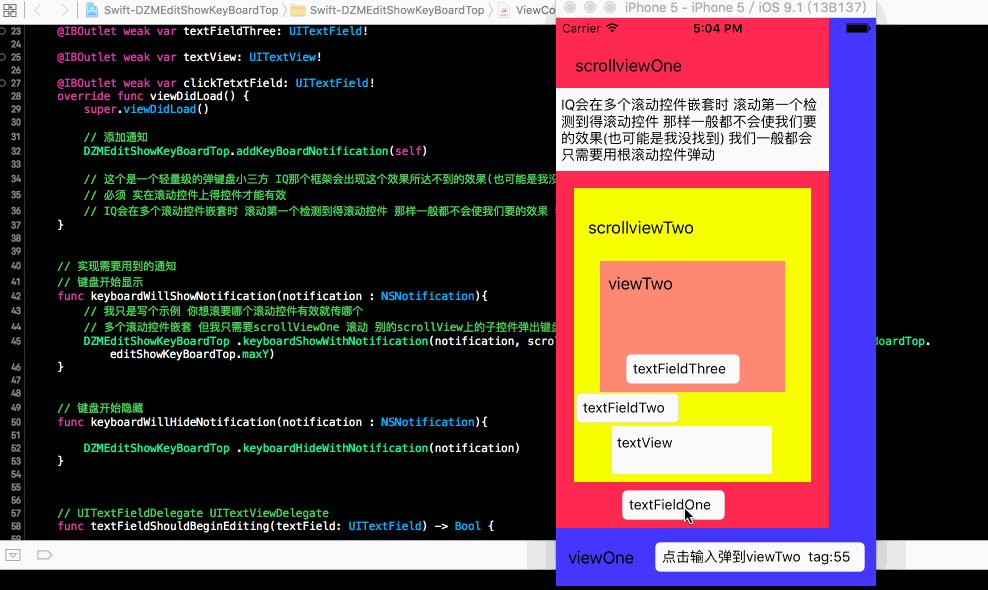 Swift-DZMEditShowKeyBoardTop
Swift-DZMEditShowKeyBoardTop
ViewCo
23 @IBOutlet weak var textFieldThree: UITextField!
24
25 @IBOutlet weak var textView: UITextView!
26
27 @IBOutlet weak var clickTetxtField: UITextField!
28 override func viewDidLoad() {
29 super.viewDidLoad()
30
31 // 添加通知
32 DZMEditShowKeyBoardTop.addKeyBoardNotification(self)
33
34 // 这个是一个轻量级的弹键盘小三方 IQ那个框架会出现这个效果所达不到的效果(也可能是我没
35 // 必须 实在滚动控件上得控件才能有效
36 // IQ会在多个滚动控件嵌套时 滚动第一个检测到得滚动控件 那样一般都不会使我们要的效果
37 }
38
39
40 // 实现需要用到的通知
41 // 键盘开始显示
42 func keyboardWillShowNotification(notification : NSNotification){
43 // 我只是写个示例 你想滚要哪个滚动控件有效就传哪个
44 // 多个滚动控件嵌套 但我只需要scrollViewOne 滚动 别的scrollView上的子控件弹出键盘
45 DZMEditShowKeyBoardTop .keyboardShowWithNotification(notification, scro
BoardTop.
editShowKeyBoardTop.maxY)
46 }
47
48
49 // 键盘开始隐藏
50 func keyboardWillHideNotification(notification : NSNotification){
51
52 DZMEditShowKeyBoardTop .keyboardHideWithNotification(notification)
53 }
54
55
56
57 // UITextFieldDelegate UITextViewDelegate
58 func textFieldShouldBeginEditing(textField: UITextField) -> Bool {
59
iPhone 5 - iPhone 5 / iOS 9.1 (13B137)
Carrier 5:04 PM
scrollviewOne
IQ会在多个滚动控件嵌套时 滚动第一个检
测到得滚动控件 那样一般都不会使我们要
的效果(也可能是我没找到) 我们一般都会
只需要用根滚动控件弹动
scrollviewTwo
viewTwo
textFieldThree
textFieldTwo
textView
textFieldOne
viewOne
点击输入弹到viewTwo tag:55